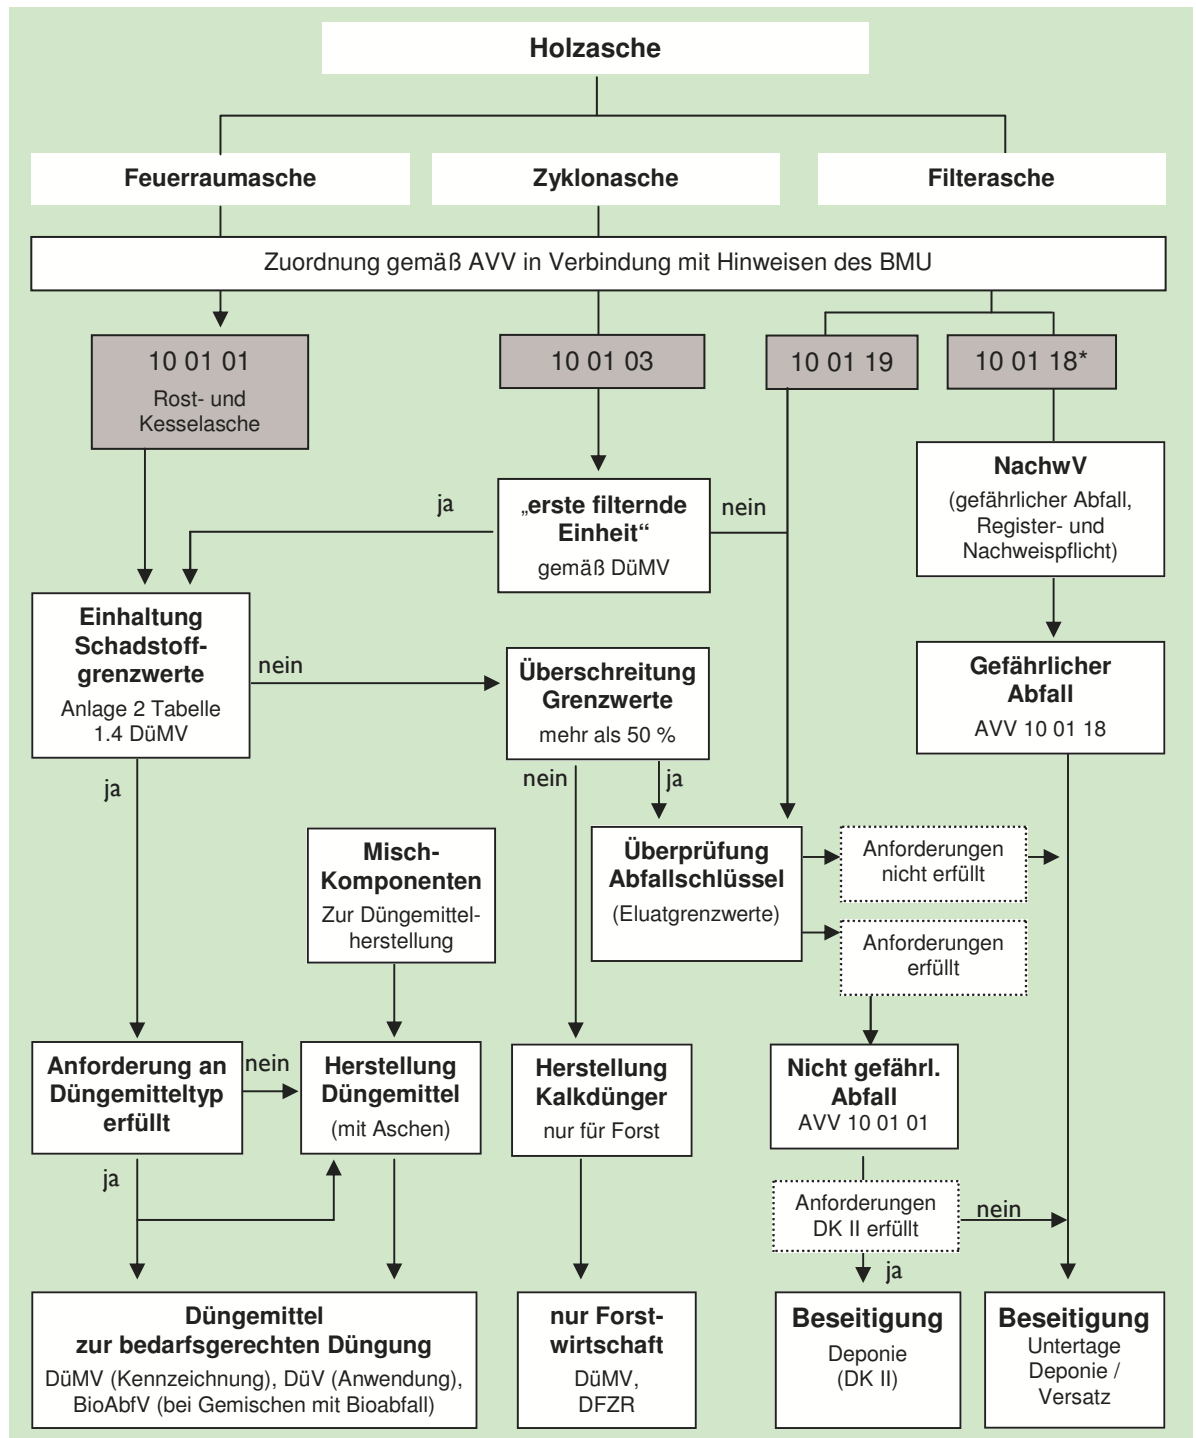 Holzasche
Feuerraumasche
Zyklonasche
Filterasche
Zuordnung gemäß AVV in Verbindung mit Hinweisen des BMU
10 01 01
Rost- und
Kesselasche
10 01 03
10 01 19
10 01 18*
NachwV
(gefährlicher Abfall,
Register- und
Nachweispflicht)
ja
„erste filternde
Einheit“
gemäß DüMV
nein
Einhaltung
Schadstoff-
grenzwerte
Anlage 2 Tabelle
1.4 DüMV
nein
Überschreitung
Grenzwerte
mehr als 50 %
Gefährlicher
Abfall
AVV 10 01 18
ja
nein
ja
Misch-
Komponenten
Zur Düngemittel-
herstellung
Überprüfung
Abfallschlüssel
(Eluatgrenzwerte)
Anforderungen
nicht erfüllt
Anforderungen
erfüllt
Anforderung an
Düngemitteltyp
erfüllt
nein
Herstellung
Düngemittel
(mit Aschen)
Herstellung
Kalkdünger
nur für Forst
Nicht gefährl.
Abfall
AVV 10 01 01
ja
Anforderungen
DK II erfüllt
nein
ja
Düngemittel
zur bedarfsgerechten Düngung
DüMV (Kennzeichnung), DüV (Anwendung),
BioAbfV (bei Gemischen mit Bioabfall)
nur Forst-
wirtschaft
DüMV,
DFZR
Beseitigung
Deponie
(DK II)
Beseitigung
Untertage
Deponie /
Versatz